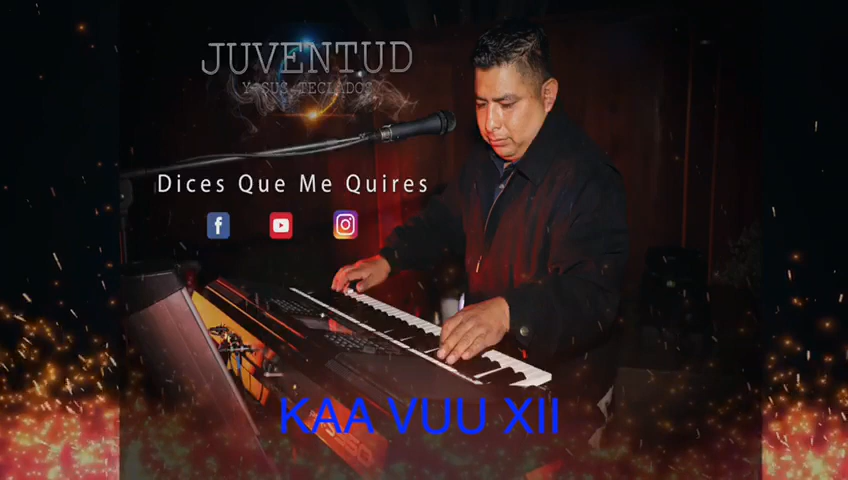 JUVENTUD
Y SUS TECLADOS
Dices Que Me Quires
KAA VUU XII